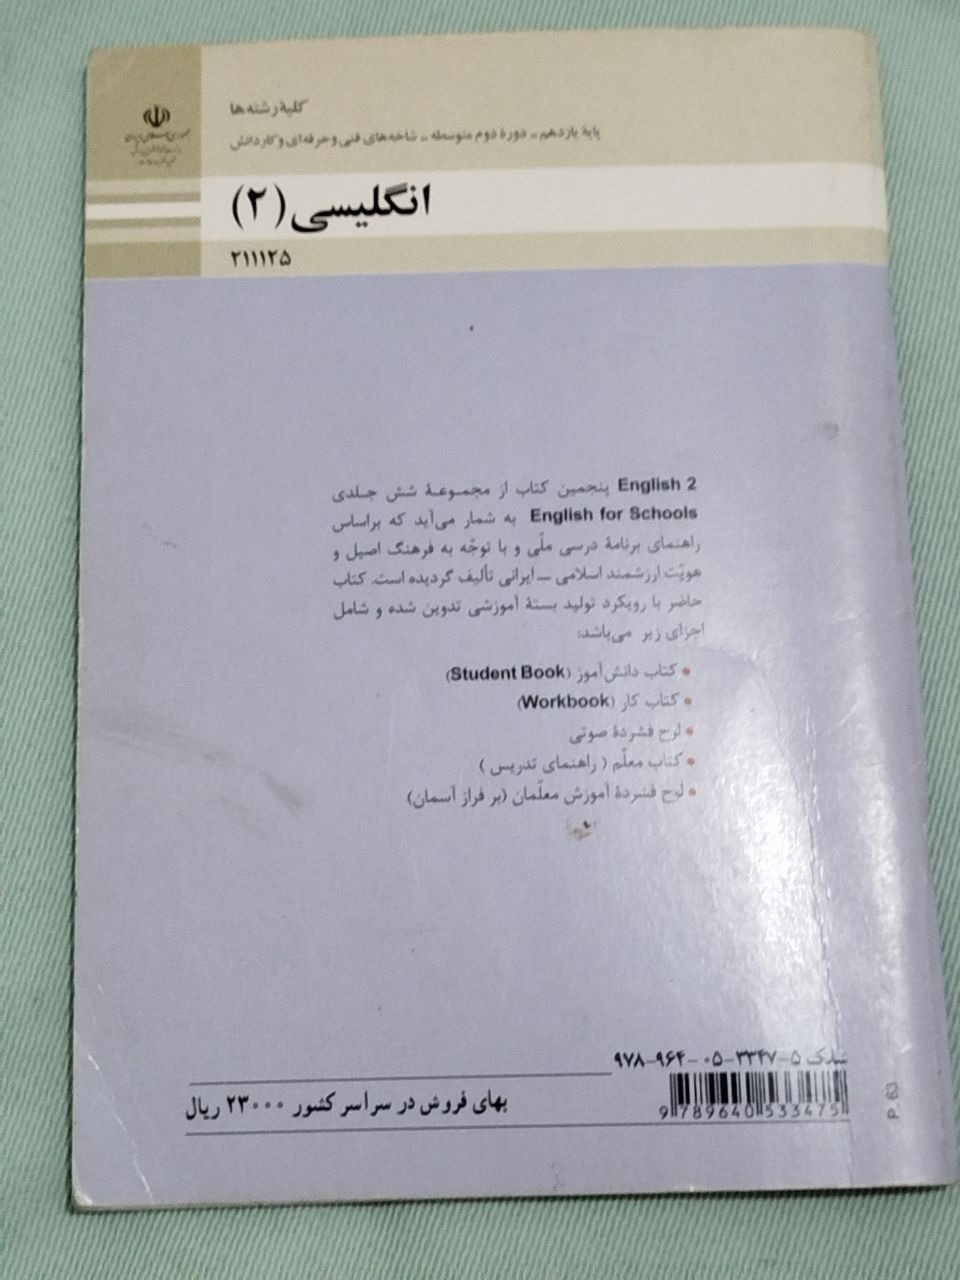 کلیهٔ رشته‌ها
پایهٔ یازدهم ـ دورهٔ دوم متوسطه ـ شاخه‌های فنی و حرفه‌ای و کاردانش
انگلیسی (۲)
۲۱۱۱۲۵
English 2 پنجمین کتاب از مجموعهٔ شش جلدی
English for Schools به شمار می‌آید که براساس
راهنمای برنامهٔ درسی ملّی و با توجّه به فرهنگ اصیل و
هویّت ارزشمند اسلامی ــ ایرانی تألیف گردیده است. کتاب
حاضر با رویکرد تولید بستهٔ آموزشی تدوین شده و شامل
اجزای زیر می‌باشد:
• کتاب دانش‌آموز (Student Book)
• کتاب کار (Workbook)
• لوح فشردهٔ صوتی
• کتاب معلّم ( راهنمای تدریس )
• لوح فشردهٔ آموزش معلّمان (بر فراز آسمان)
شابک ۵-۳۳۴۷-۰۵-۹۶۴-۹۷۸
9 789640 533475
بهای فروش در سراسر کشور ۲۳۰۰۰ ریال
P. 63